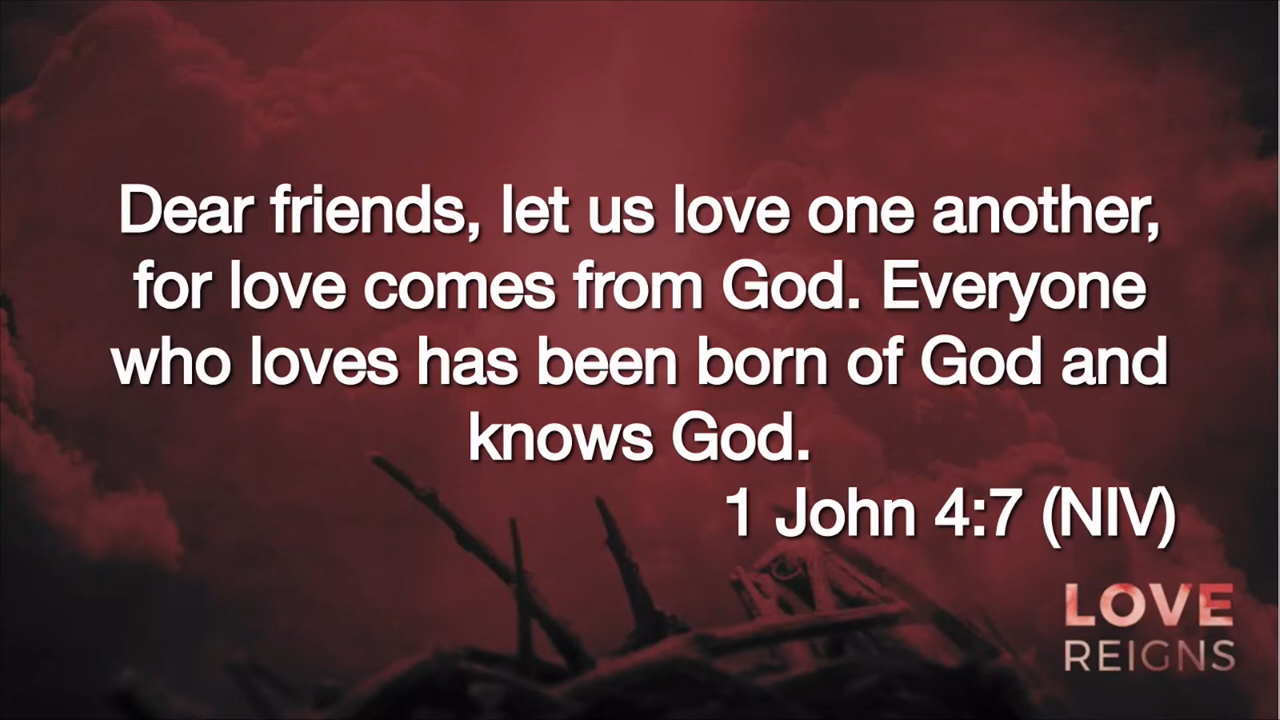 Dear friends, let us love one another,
for love comes from God. Everyone
who loves has been born of God and
knows God.
1 John 4:7 (NIV)
LOVE
REIGNS